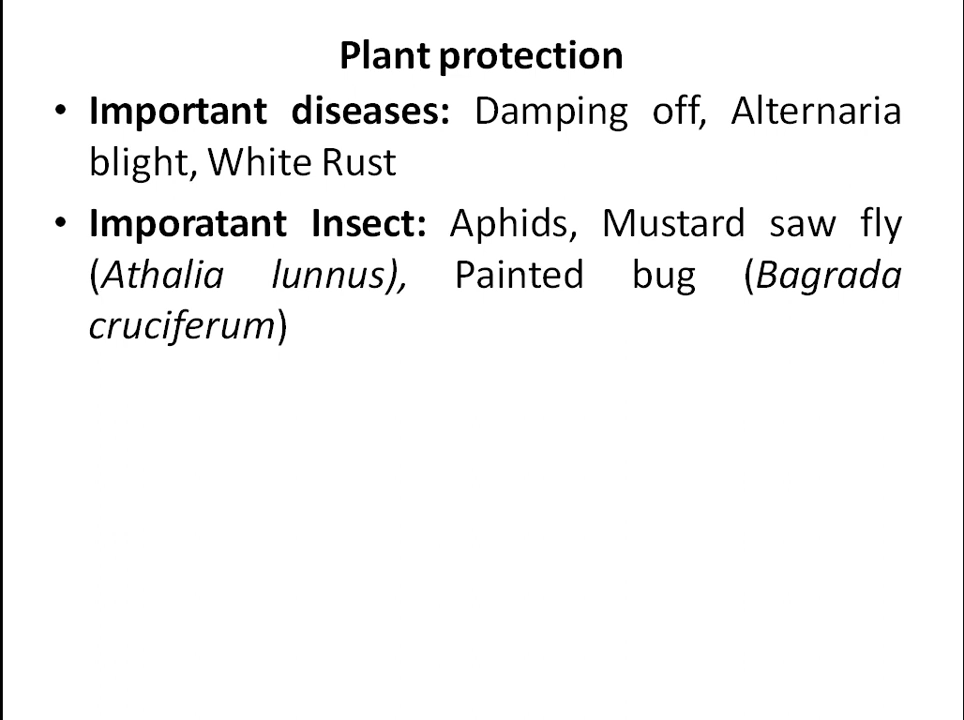 Plant protection
• Important diseases: Damping off, Alternaria
blight, White Rust
• Imporatant Insect: Aphids, Mustard saw fly
(Athalia lunnus), Painted bug (Bagrada
cruciferum)